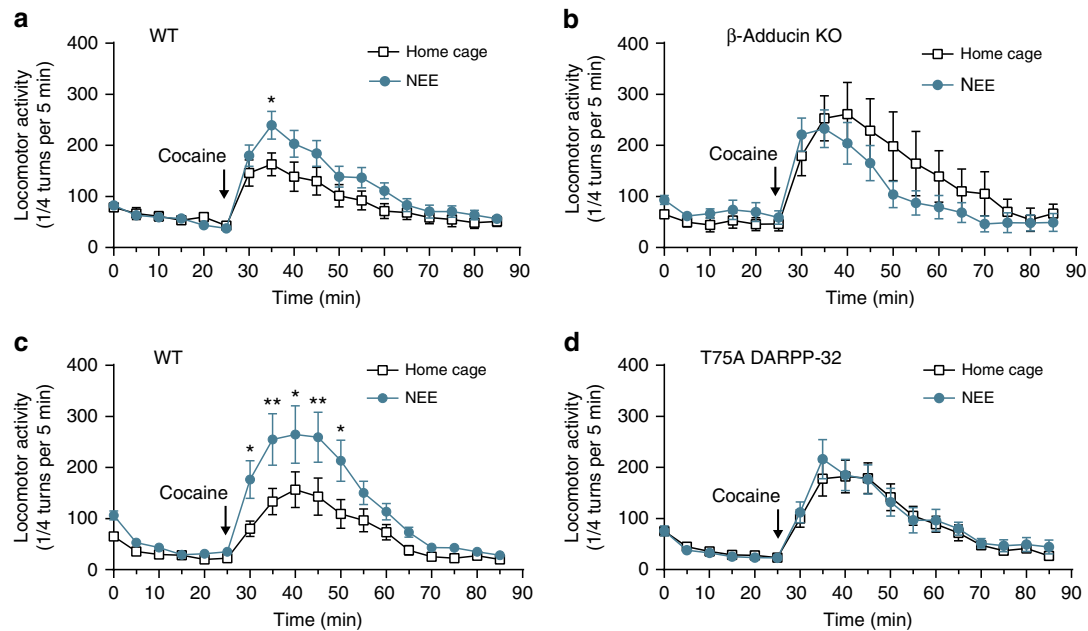 a
WT
Home cage
NEE
Locomotor activity
(1/4 turns per 5 min)
400
300
200
100
0
*
Cocaine
0 10 20 30 40 50 60 70 80 90
Time (min)
b
β-Adducin KO
Home cage
NEE
Locomotor activity
(1/4 turns per 5 min)
400
300
200
100
0
Cocaine
0 10 20 30 40 50 60 70 80 90
Time (min)
c
WT
Home cage
NEE
Locomotor activity
(1/4 turns per 5 min)
400
300
200
100
0
* ** * ** *
Cocaine
0 10 20 30 40 50 60 70 80 90
Time (min)
d
T75A DARPP-32
Home cage
NEE
Locomotor activity
(1/4 turns per 5 min)
400
300
200
100
0
Cocaine
0 10 20 30 40 50 60 70 80 90
Time (min)